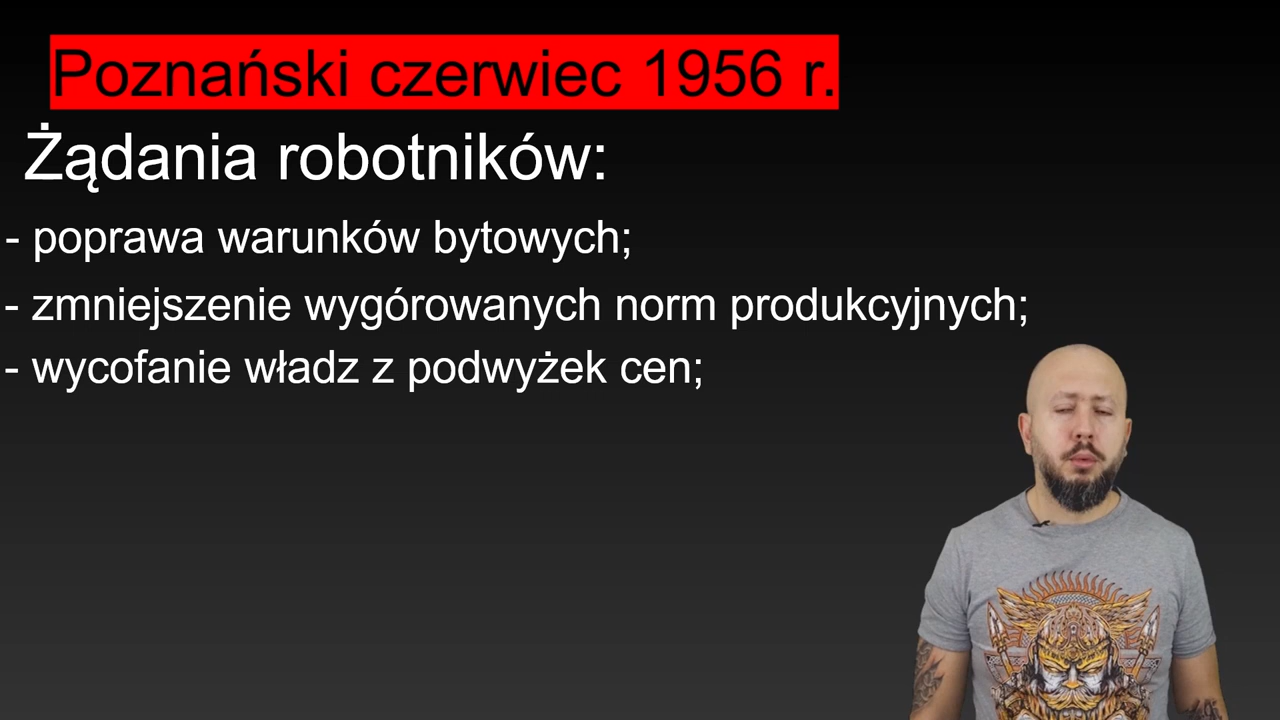 Poznański czerwiec 1956 r.
Żądania robotników:
- poprawa warunków bytowych;
- zmniejszenie wygórowanych norm produkcyjnych;
- wycofanie władz z podwyżek cen;